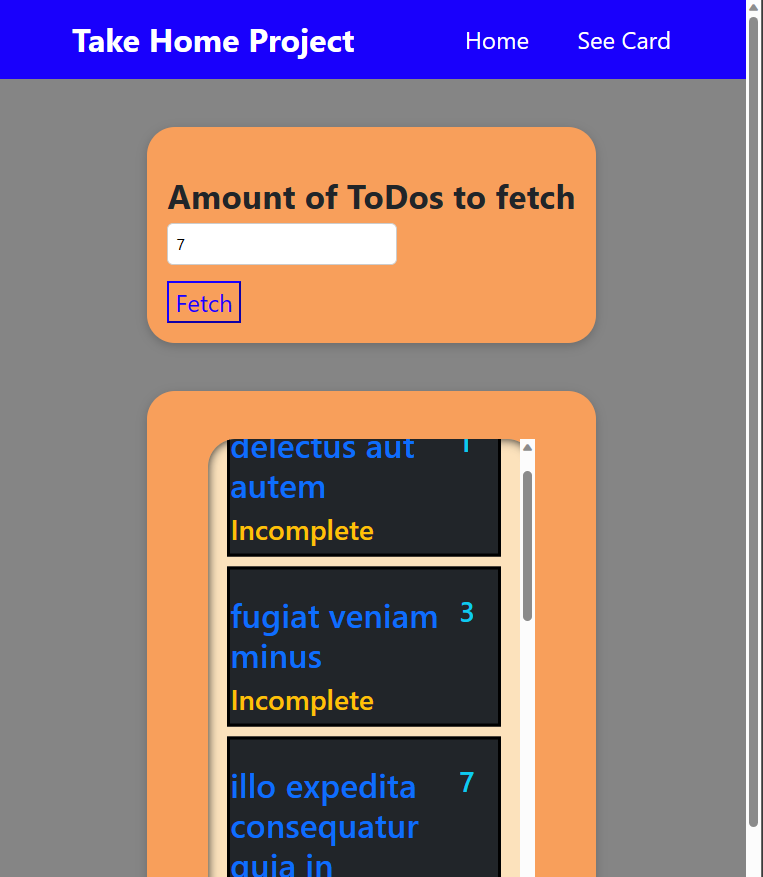 Take Home Project
Home
See Card
Amount of ToDos to fetch
7
Fetch
delectus aut
autem
1
Incomplete
fugiat veniam
minus
3
Incomplete
illo expedita
consequatur
quia in
7